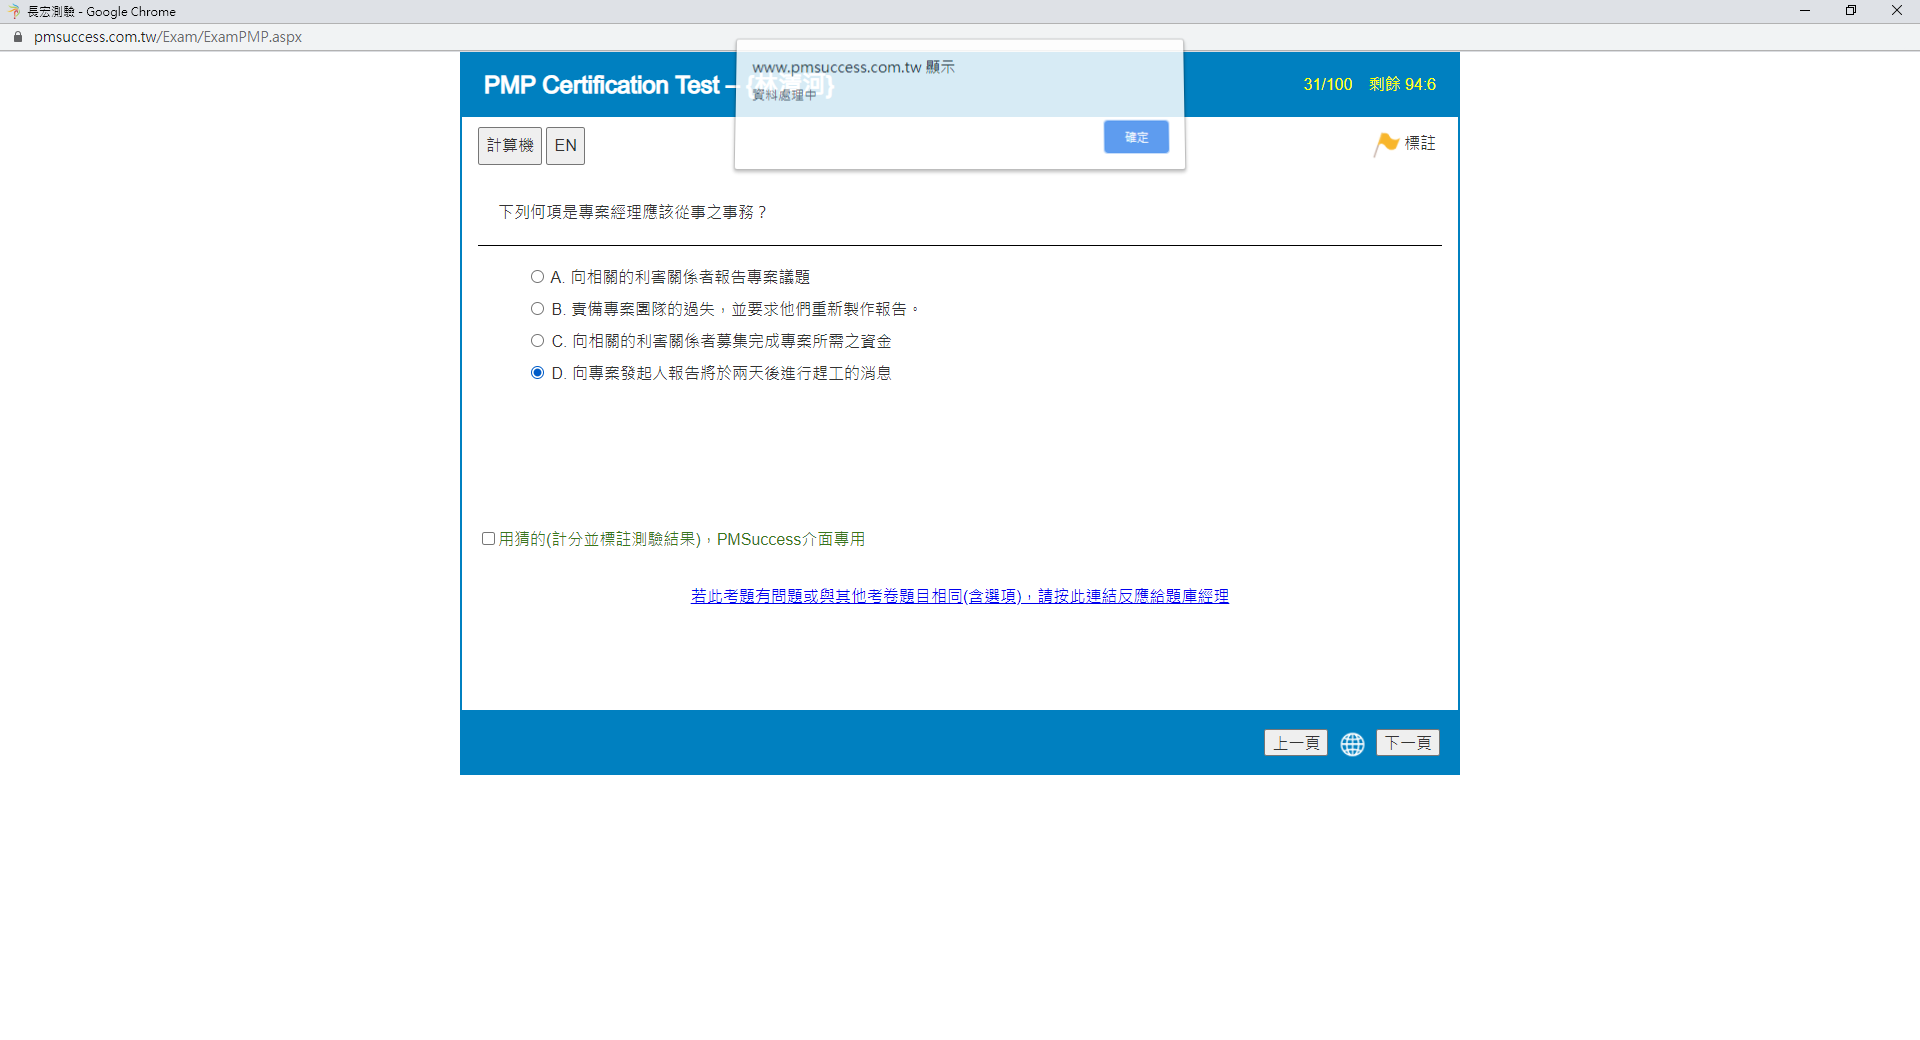 長宏測驗 - Google Chrome
pmsuccess.com.tw/Exam/ExamPMP.aspx
www.pmsuccess.com.tw 顯示
資料處理中
確定
PMP Certification Test –
31/100 剩餘 94:6
計算機 EN
標註
下列何項是專案經理應該從事之事務？
A. 向相關的利害關係者報告專案議題
B. 責備專案團隊的過失，並要求他們重新製作報告。
C. 向相關的利害關係者募集完成專案所需之資金
D. 向專案發起人報告將於兩天後進行趕工的消息
用猜的(計分並標註測驗結果)，PMSuccess介面專用
若此考題有問題或與其他考卷題目相同(含選項)，請按此連結反應給題庫經理
上一頁 下一頁